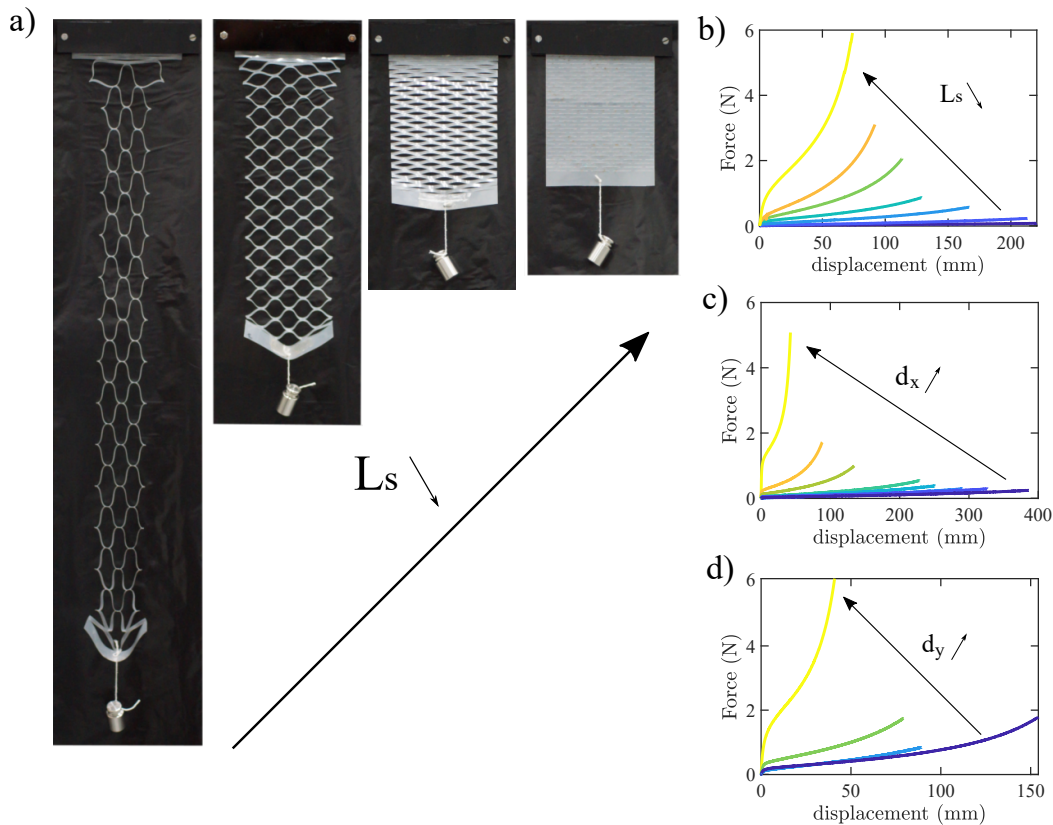 a)
Ls
b)
6
4
2
0
Force (N)
Ls
0
50
100
150
200
displacement (mm)
c)
6
4
2
0
Force (N)
dx
0
100
200
300
400
displacement (mm)
d)
6
4
2
0
Force (N)
dy
0
50
100
150
displacement (mm)